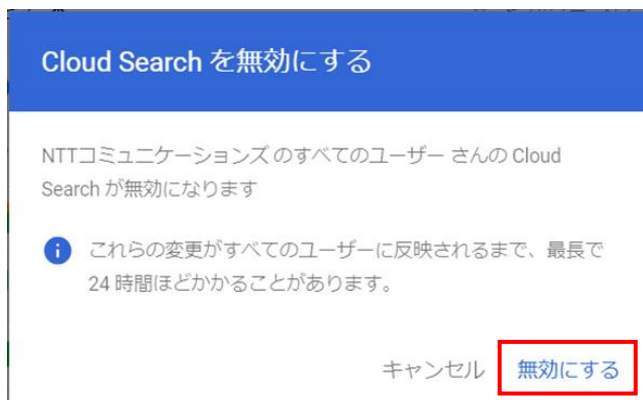 Cloud Search を無効にする
NTTコミュニケーションズ のすべてのユーザー さんの Cloud
Search が無効になります
これらの変更がすべてのユーザーに反映されるまで、最長で
24 時間ほどかかることがあります。
キャンセル 無効にする